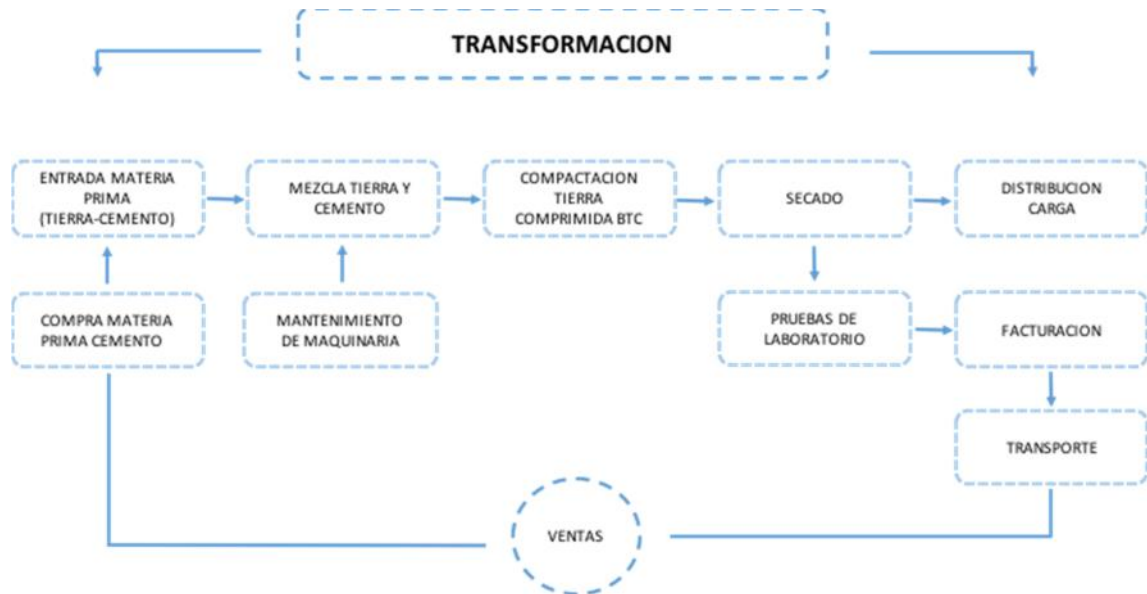 TRANSFORMACION
ENTRADA MATERIA
PRIMA
(TIERRA-CEMENTO)
MEZCLA TIERRA Y
CEMENTO
COMPACTACION
TIERRA
COMPRIMIDA BTC
SECADO
DISTRIBUCION
CARGA
COMPRA MATERIA
PRIMA CEMENTO
MANTENIMIENTO
DE MAQUINARIA
PRUEBAS DE
LABORATORIO
FACTURACION
TRANSPORTE
VENTAS